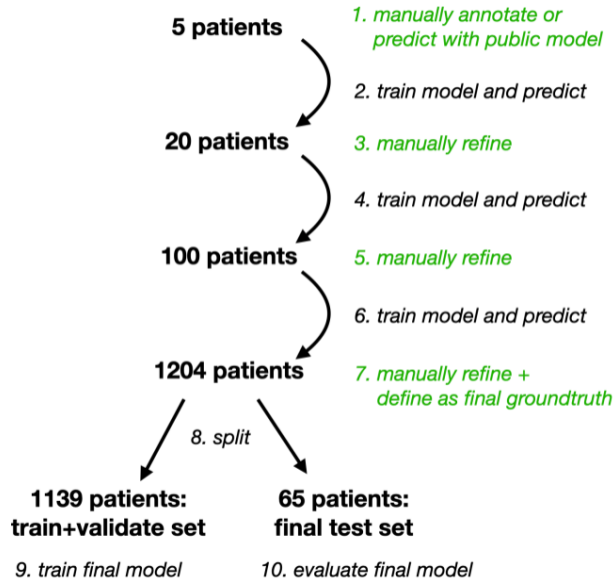 5 patients
1. manually annotate or
predict with public model
2. train model and predict
20 patients
3. manually refine
4. train model and predict
100 patients
5. manually refine
6. train model and predict
1204 patients
7. manually refine +
define as final groundtruth
8. split
1139 patients:
train+validate set
65 patients:
final test set
9. train final model
10. evaluate final model